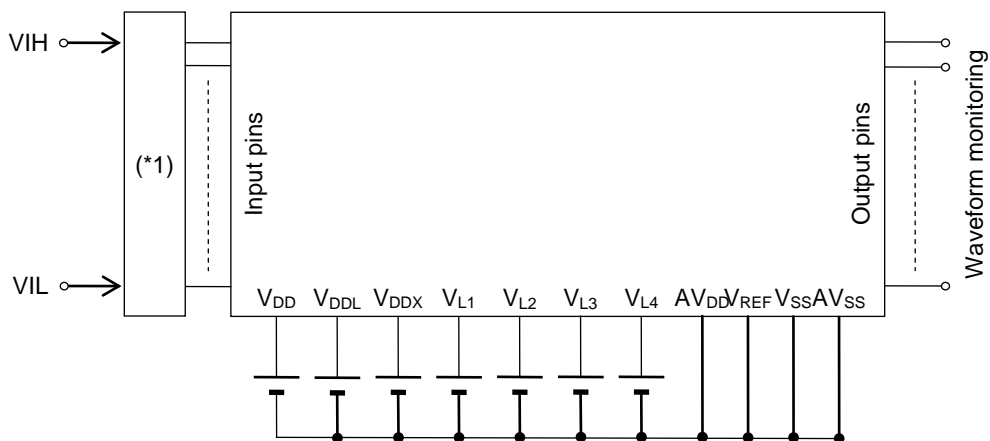 VIH
(*1)
VIL
Input pins
Output pins
Waveform monitoring
VDD VDDL VDDX VL1 VL2 VL3 VL4 AVDD VREF VSS AVSS